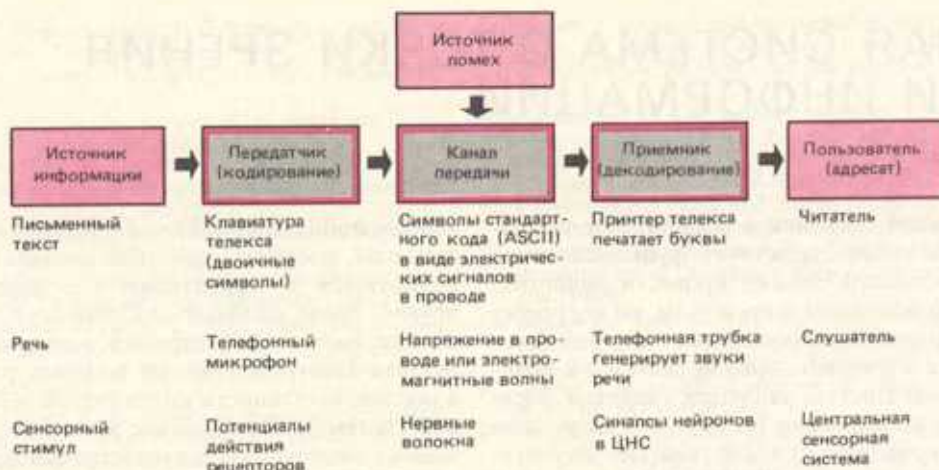 Источник
помех
Источник
информации
Передатчик
(кодирование)
Канал
передачи
Приемник
(декодирование)
Пользователь
(адресат)
Письменный
текст
Клавиатура
телекса
(двоичные
символы)
Символы стандарт-
ного кода (ASCII)
в виде электричес-
ких сигналов
в проводе
Принтер телекса
печатает буквы
Читатель
Речь
Телефонный
микрофон
Напряжение в про-
воде или электро-
магнитные волны
Телефонная трубка
генерирует звуки
речи
Слушатель
Сенсорный
стимул
Потенциалы
действия
рецепторов
Нервные
волокна
Синапсы нейронов
в ЦНС
Центральная
сенсорная
система